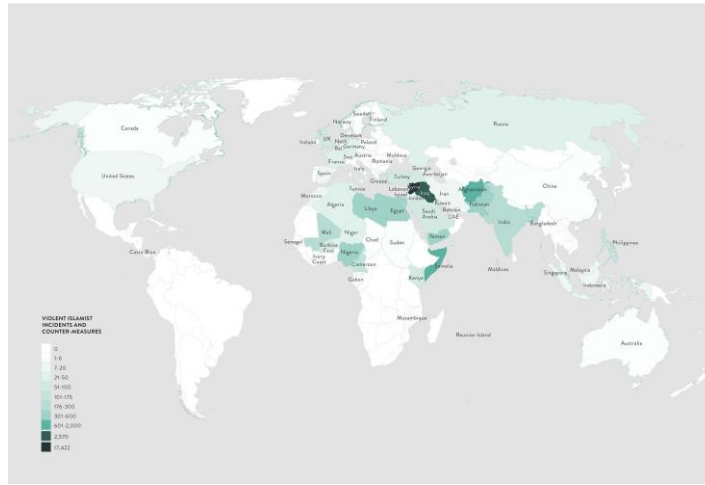 Sweden
Norway
Finland
Russia
Canada
Denmark
Ireland
UK
Neth
Poland
Bel
Germany
Austria
Moldova
France
Swi
Romania
Italy
Georgia
Spain
Azerbaijan
United States
Greece
Turkey
China
Tunisia
Lebanon
Syria
Iraq
Iran
Afghanistan
Morocco
Israel
Jordan
Kuwait
Pakistan
Algeria
Libya
Egypt
Bahrain
Saudi
Arabia
UAE
India
Bangladesh
Mali
Niger
Chad
Sudan
Yemen
Philippines
Senegal
Burkina
Faso
Nigeria
Costa Rica
Ivory
Coast
Cameroon
Somalia
Maldives
Malaysia
Singapore
Gabon
Kenya
Indonesia
Mozambique
Reunion Island
Australia
VIOLENT ISLAMIST
INCIDENTS AND
COUNTER-MEASURES
0
1-6
7-20
21-50
51-100
101-175
176-300
301-600
601-2,000
2,570
17,422